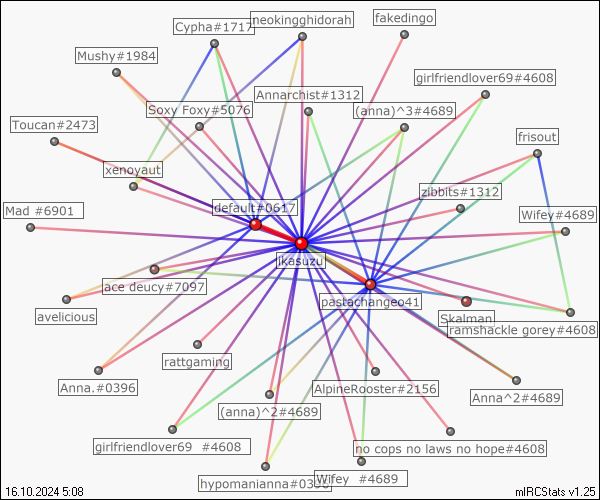 Cypha#1717
neokingghidorah
fakedingo
Mushy#1984
girlfriendlover69#4608
Annarchist#1312
Soxy Foxy#5076
(anna)^3#4689
Toucan#2473
frisout
xenoyaut
zibbits#1312
default#0617
Mad #6901
Wifey#4689
ikasuzu
ace deucy#7097
pastachangeo41
avelicious
Skalman
ramshackle gorey#4608
rattgaming
Anna.#0396
AlpineRooster#2156
Anna^2#4689
(anna)^2#4689
girlfriendlover69 #4608
no cops no laws no hope#4608
hypomanianna#0396
Wifey #4689
16.10.2024 5:08
mIRCStats v1.25